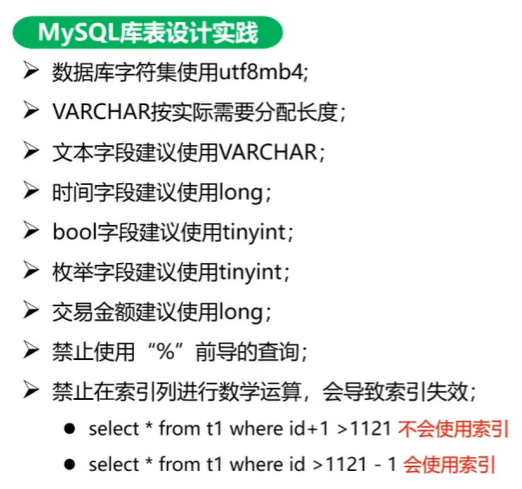 MySQL库表设计实践
➢ 数据库字符集使用utf8mb4;
➢ VARCHAR按实际需要分配长度；
➢ 文本字段建议使用VARCHAR；
➢ 时间字段建议使用long；
➢ bool字段建议使用tinyint；
➢ 枚举字段建议使用tinyint；
➢ 交易金额建议使用long；
➢ 禁止使用“%”前导的查询；
➢ 禁止在索引列进行数学运算，会导致索引失效；
● select * from t1 where id+1 >1121 不会使用索引
● select * from t1 where id >1121 - 1 会使用索引